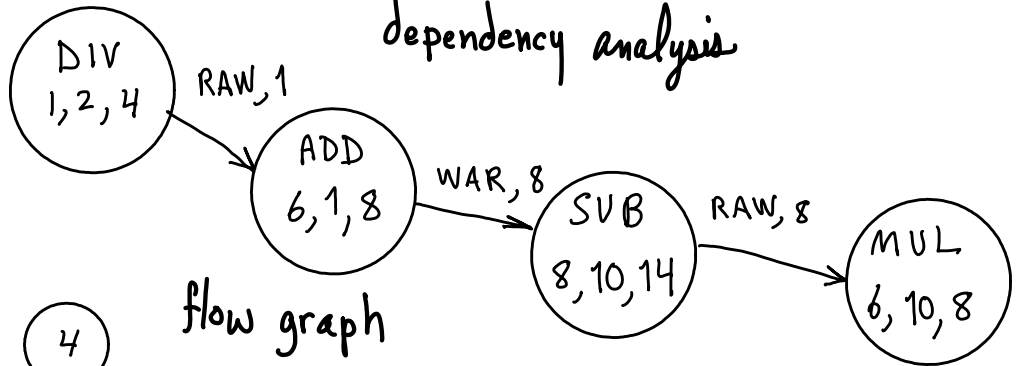 dependency analysis
DIV
1, 2, 4
RAW, 1
ADD
6, 1, 8
WAR, 8
SUB
8, 10, 14
RAW, 8
MUL
6, 10, 8
flow graph
4